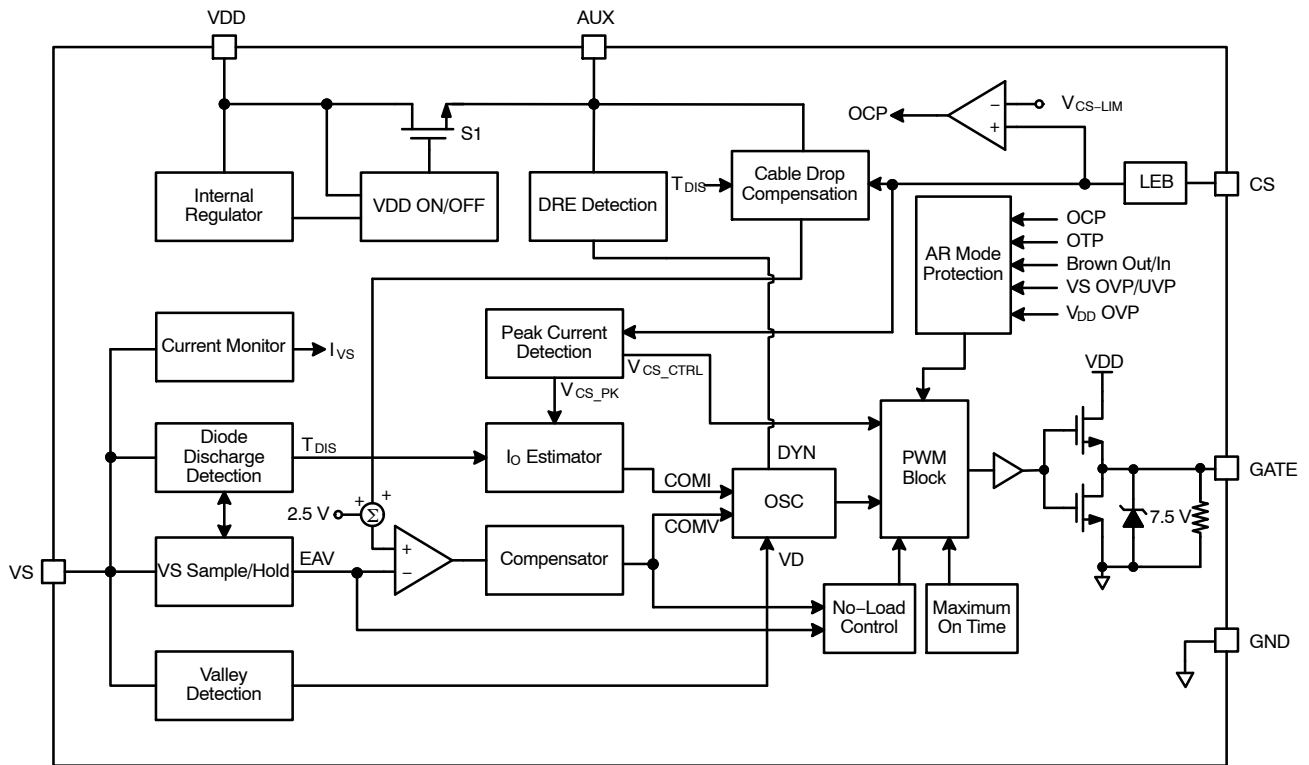 VDD
AUX
S1
OCP
−
+
VCS−LIM
Internal
Regulator
VDD ON/OFF
DRE Detection
TDIS
Cable Drop
Compensation
LEB
CS
AR Mode
Protection
OCP
OTP
Brown Out/In
VS OVP/UVP
VDD OVP
Current Monitor
IVS
Peak Current
Detection
VCS_CTRL
VCS_PK
VDD
Diode
Discharge
Detection
TDIS
IO Estimator
DYN
COMI
OSC
COMV
VD
PWM
Block
GATE
7.5 V
2.5 V
+
+
Σ
VS
VS Sample/Hold
EAV
+
−
Compensator
No−Load
Control
Maximum
On Time
GND
Valley
Detection